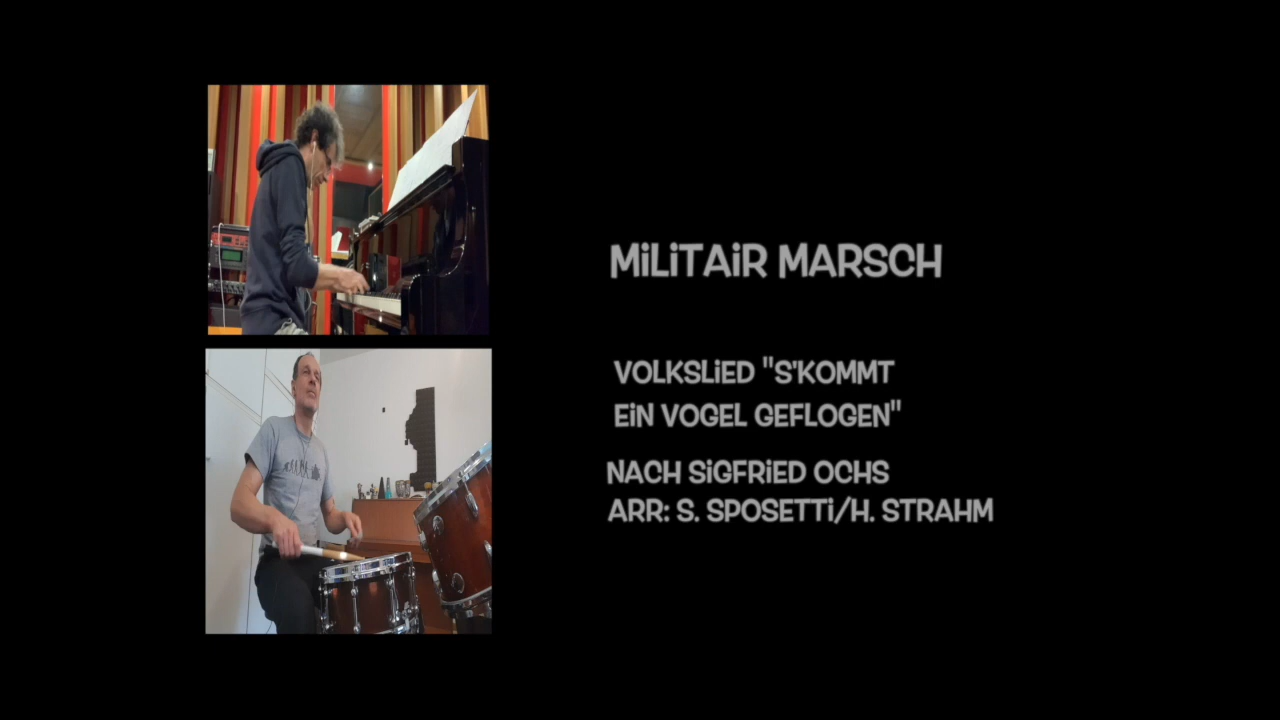 MiLiTAiR MARSCH
VOLKSLiED "S'KOMMT
EiN VOGEL GEFLOGEN"
NACH SiGFRiED OCHS
ARR: S. SPOSETTi/H. STRAHM